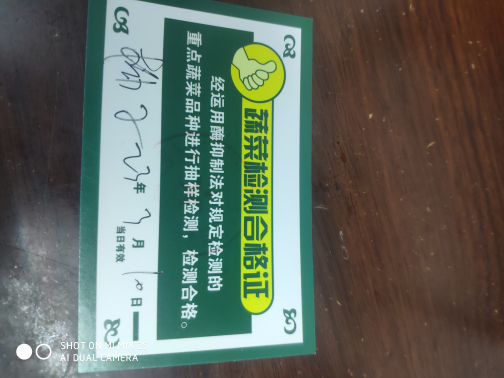 蔬菜检测合格证
经运用酶抑制法对规定检测的
重点蔬菜品种进行抽样检测，检测合格。
年 3 月 10 日
当日有效
SHOT ON MI
AI DUAL CAMERA